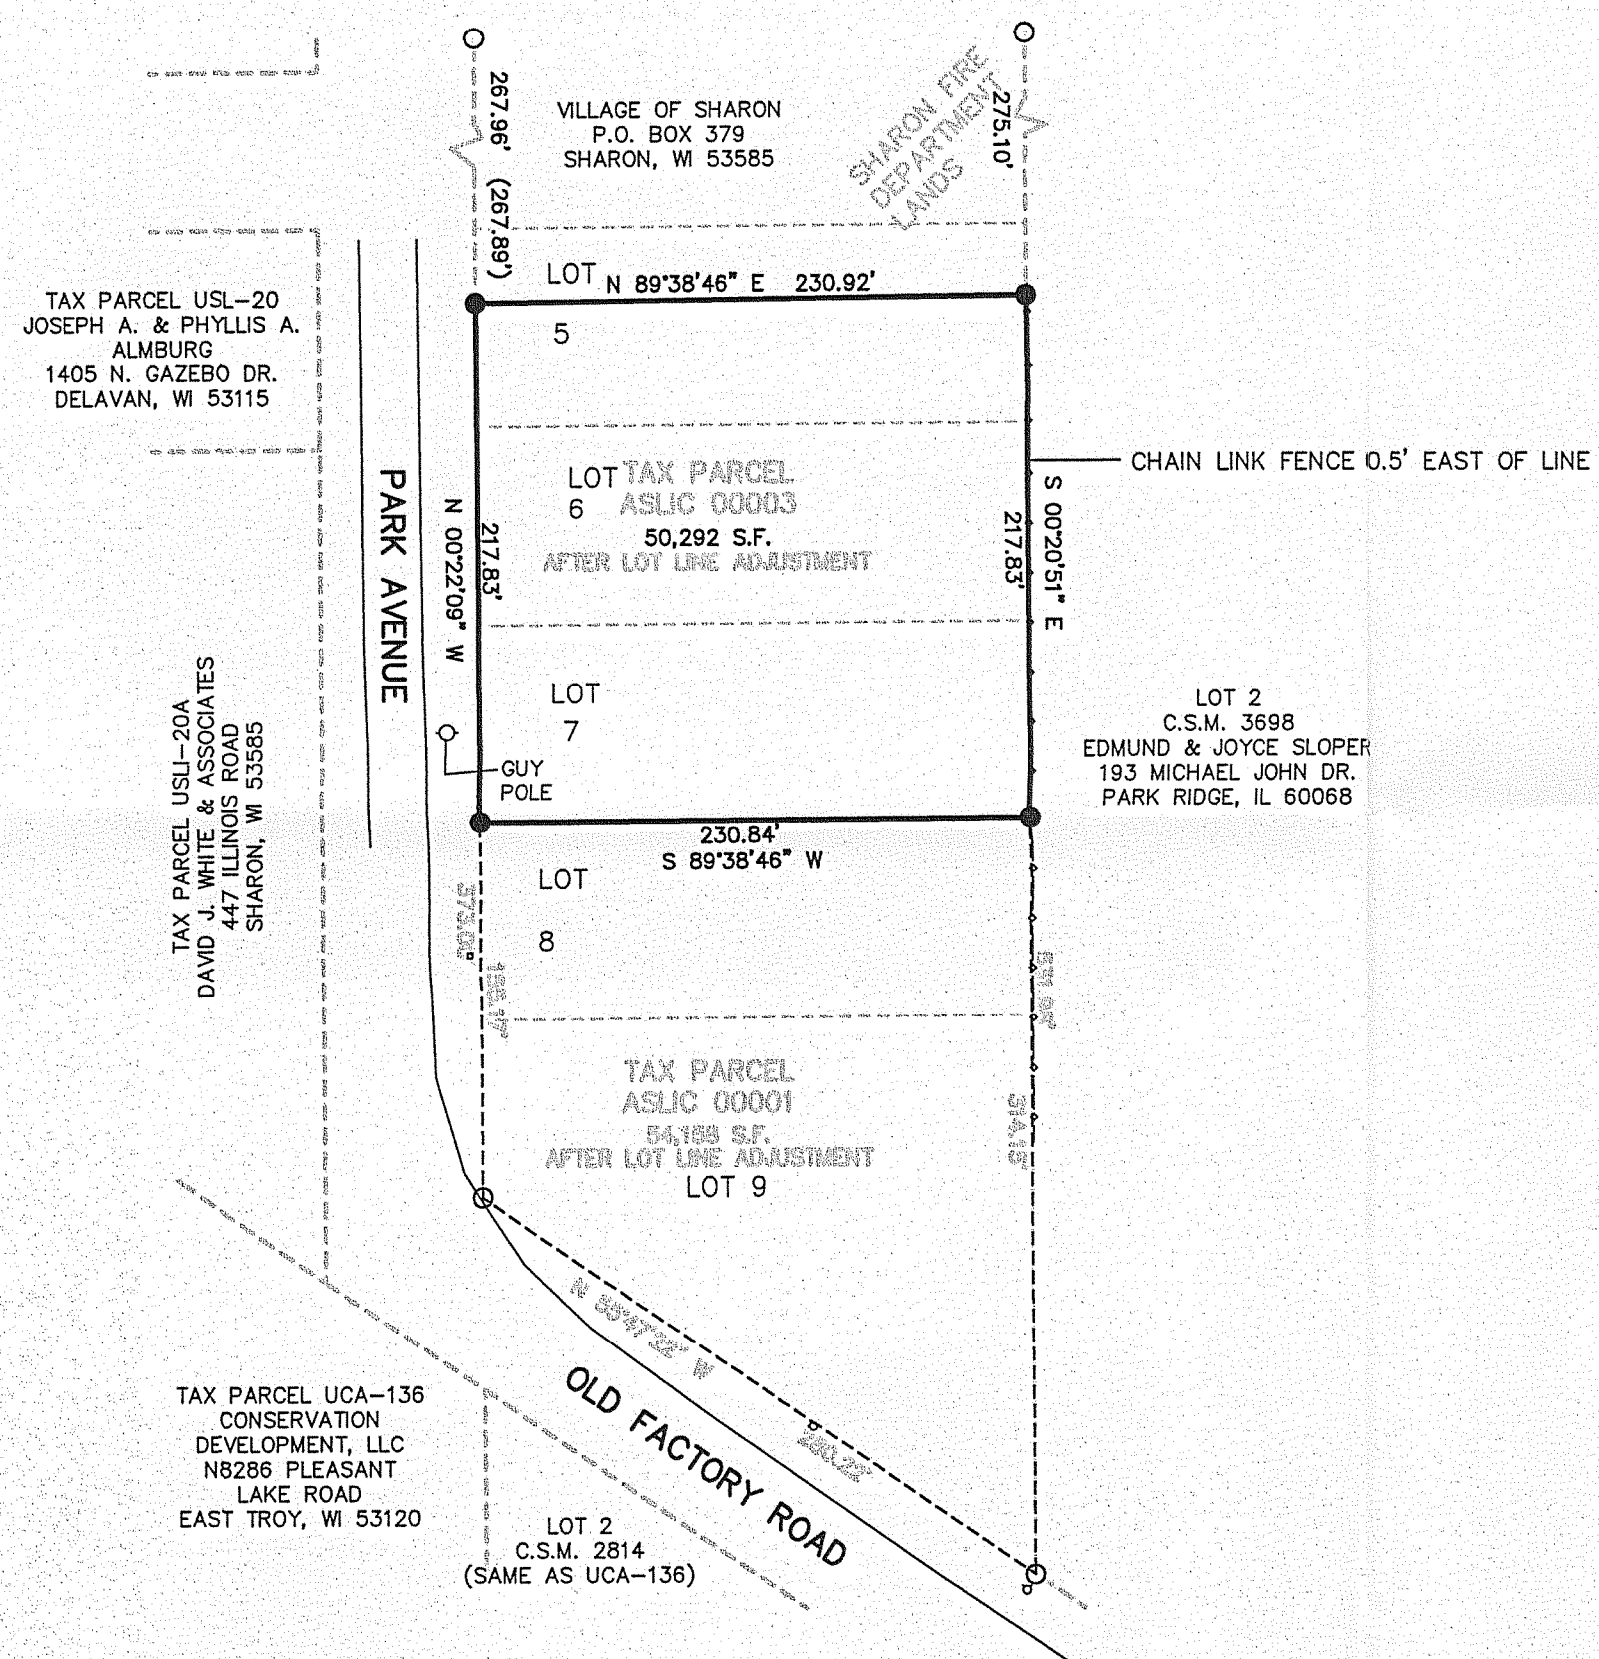 267.96' (267.89')
VILLAGE OF SHARON
P.O. BOX 379
SHARON, WI 53585
SHARON FIRE
DEPARTMENT
LANDS
275.10'
TAX PARCEL USL-20
JOSEPH A. & PHYLLIS A.
ALMBURG
1405 N. GAZEBO DR.
DELAVAN, WI 53115
LOT
5
N 89°38'46" E 230.92'
CHAIN LINK FENCE 0.5' EAST OF LINE
PARK AVENUE
N 00°22'09" W
217.83'
LOT
6
TAX PARCEL
ASLIC 00003
50,292 S.F.
AFTER LOT LINE ADJUSTMENT
217.83'
S 00°20'51" E
LOT
7
GUY
POLE
LOT 2
C.S.M. 3698
EDMUND & JOYCE SLOPER
193 MICHAEL JOHN DR.
PARK RIDGE, IL 60068
TAX PARCEL USLI-20A
DAVID J. WHITE & ASSOCIATES
447 ILLINOIS ROAD
SHARON, WI 53585
230.84'
S 89°38'46" W
LOT
8
TAX PARCEL
ASLIC 00001
S.F.
AFTER LOT LINE ADJUSTMENT
LOT 9
OLD FACTORY ROAD
TAX PARCEL UCA-136
CONSERVATION
DEVELOPMENT, LLC
N8286 PLEASANT
LAKE ROAD
EAST TROY, WI 53120
LOT 2
C.S.M. 2814
(SAME AS UCA-136)